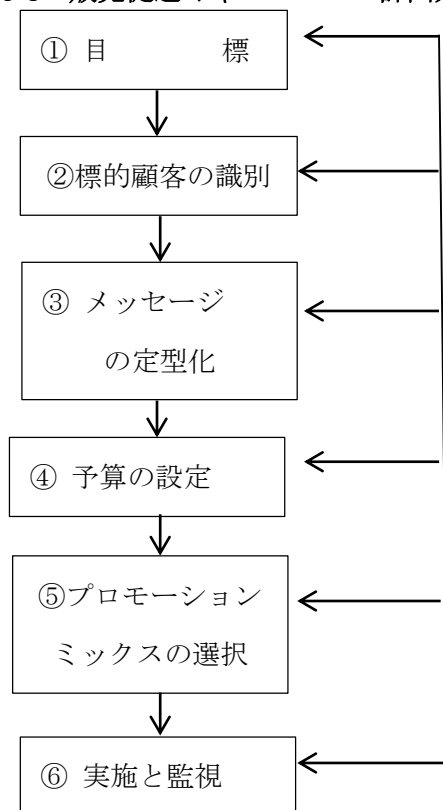 ① 目 標
②標的顧客の識別
③ メッセージ
の定型化
④ 予算の設定
⑤プロモーション
ミックスの選択
⑥ 実施と監視